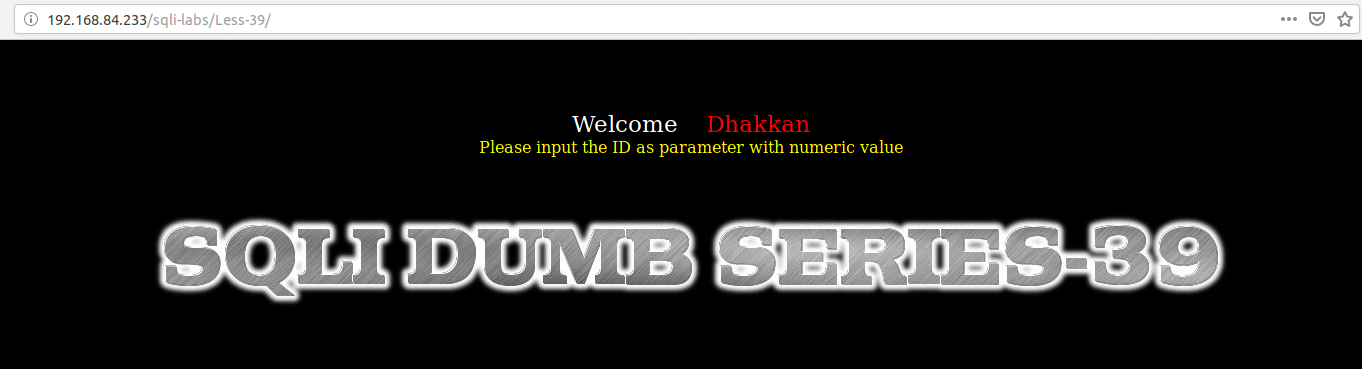 192.168.84.233/sqli-labs/Less-39/
Welcome Dhakkan
Please input the ID as parameter with numeric value
SQLI DUMB SERIES-39